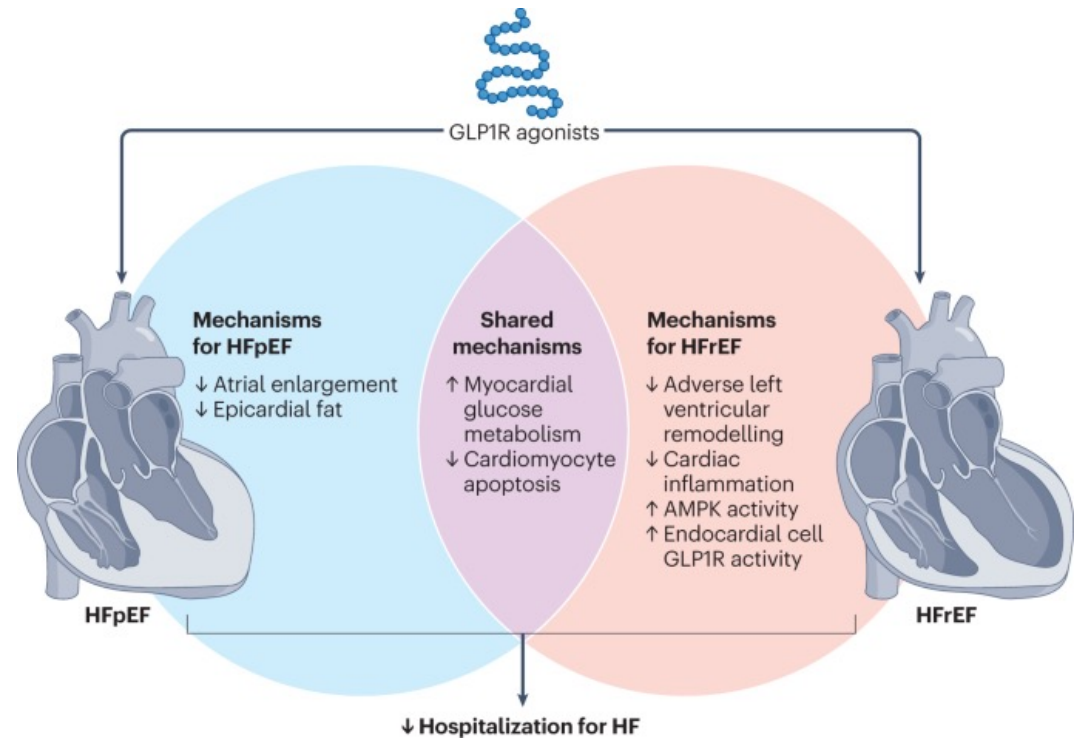 GLP1R agonists
Mechanisms
for HFpEF
↓ Atrial enlargement
↓ Epicardial fat
Shared
mechanisms
↑ Myocardial
glucose
metabolism
↓ Cardiomyocyte
apoptosis
Mechanisms
for HFrEF
↓ Adverse left
ventricular
remodelling
↓ Cardiac
inflammation
↑ AMPK activity
↑ Endocardial cell
GLP1R activity
HFpEF
HFrEF
↓ Hospitalization for HF